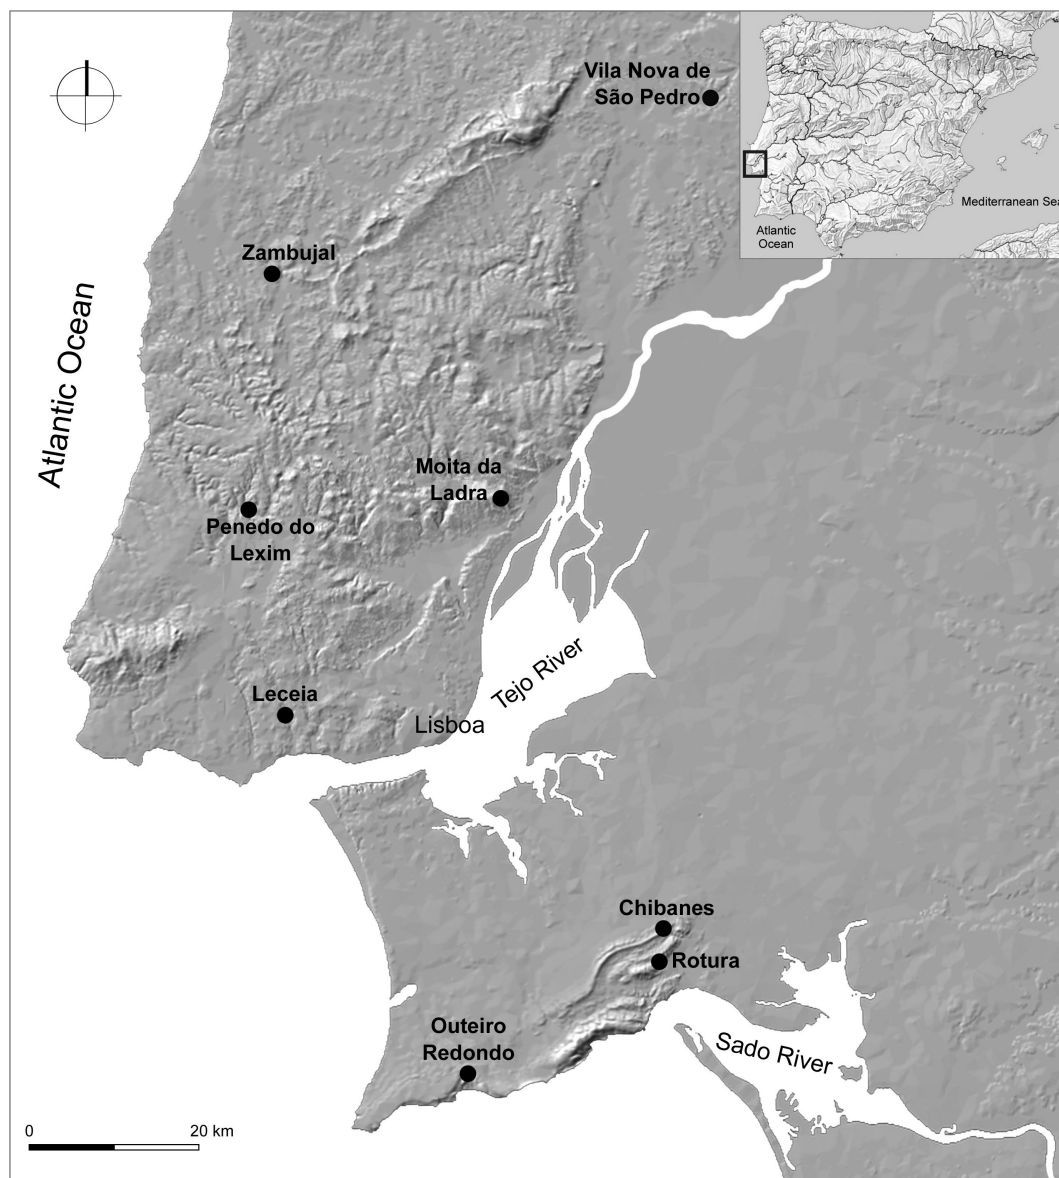 Vila Nova de
São Pedro
Mediterranean Sea
Atlantic
Ocean
Zambujal
Atlantic Ocean
Moita da
Ladra
Penedo do
Lexim
Tejo River
Leceia
Lisboa
Chibanes
Rotura
Outeiro
Redondo
Sado River
0 20 km